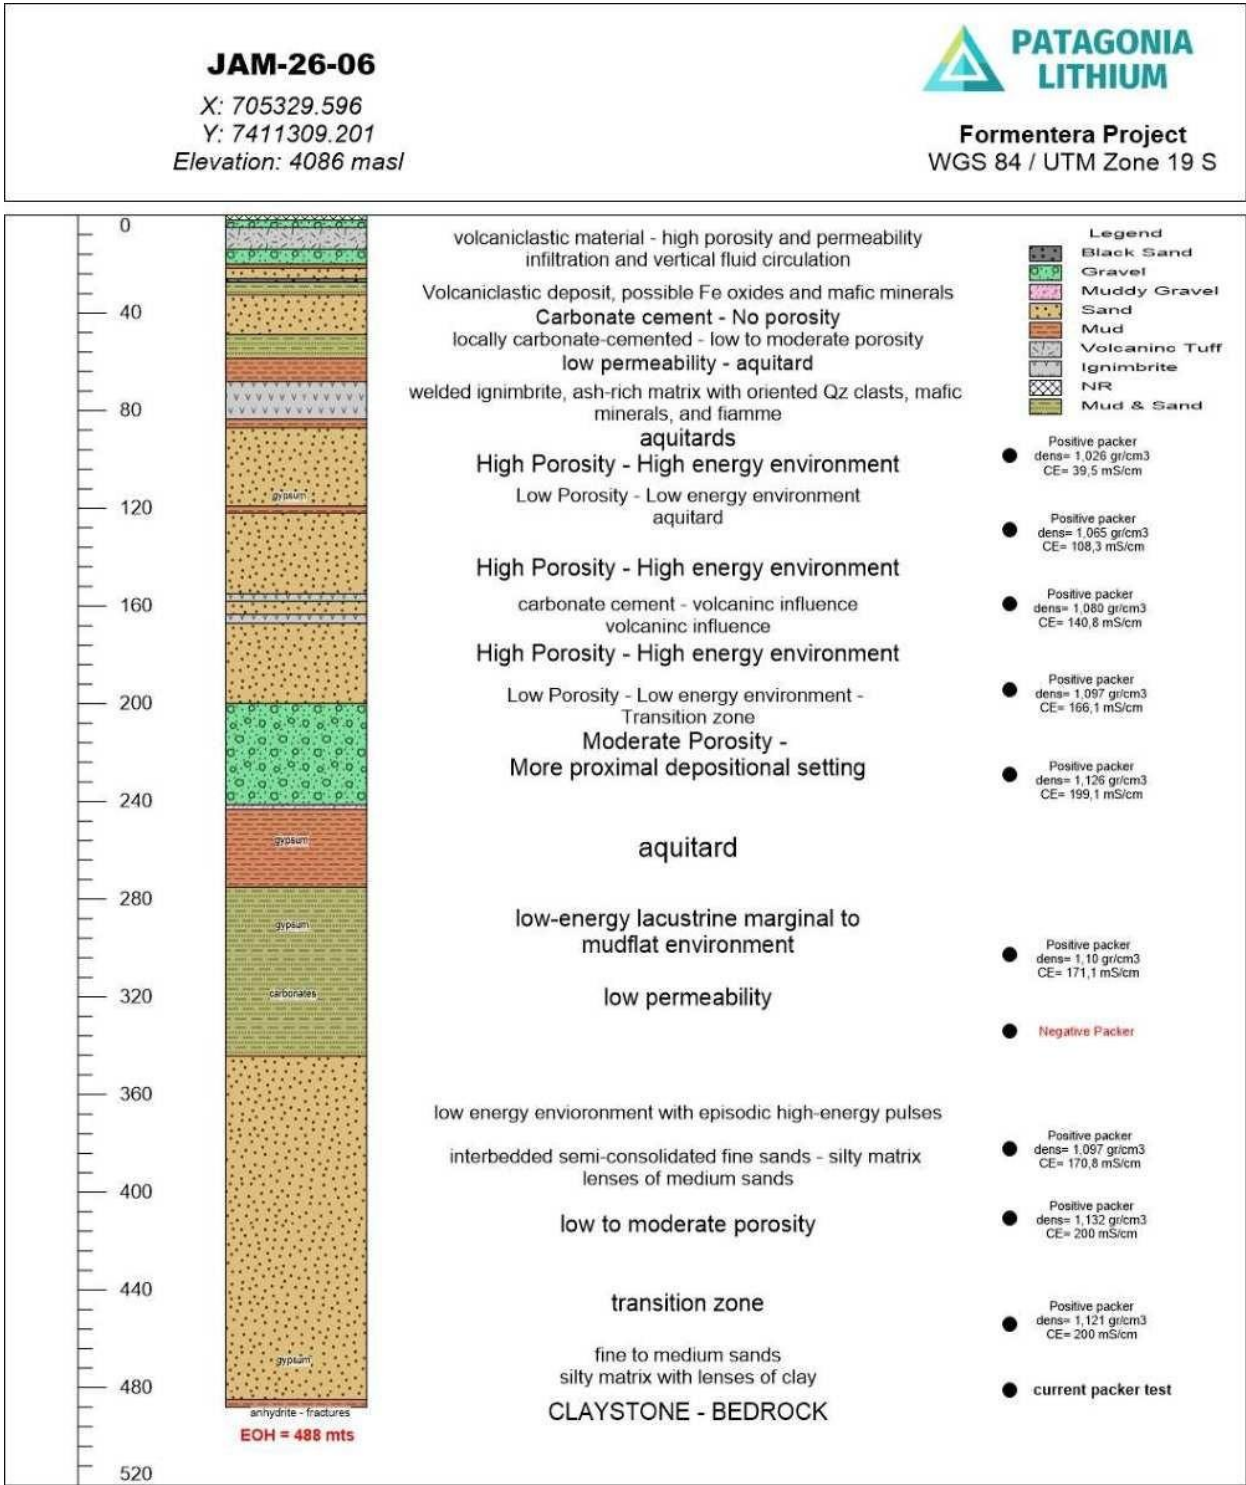 JAM-26-06
X: 705329.596
Y: 7411309.201
Elevation: 4086 masl
PATAGONIA
LITHIUM
Formentera Project
WGS 84 / UTM Zone 19 S
0
40
80
120
160
200
240
280
320
360
400
440
480
520
gypsum
gypsum
gypsum
carbonates
gypsum
anhydrite - fractures
EOH = 488 mts
volcaniclastic material - high porosity and permeability
infiltration and vertical fluid circulation
Volcaniclastic deposit, possible Fe oxides and mafic minerals
Carbonate cement - No porosity
locally carbonate-cemented - low to moderate porosity
low permeability - aquitard
welded ignimbrite, ash-rich matrix with oriented Qz clasts, mafic
minerals, and fiamme
aquitards
High Porosity - High energy environment
Low Porosity - Low energy environment
aquitard
High Porosity - High energy environment
carbonate cement - volcaninc influence
volcaninc influence
High Porosity - High energy environment
Low Porosity - Low energy environment -
Transition zone
Moderate Porosity -
More proximal depositional setting
aquitard
low-energy lacustrine marginal to
mudflat environment
low permeability
low energy envioronment with episodic high-energy pulses
interbedded semi-consolidated fine sands - silty matrix
lenses of medium sands
low to moderate porosity
transition zone
fine to medium sands
silty matrix with lenses of clay
CLAYSTONE - BEDROCK
Legend
Black Sand
Gravel
Muddy Gravel
Sand
Mud
Volcaninc Tuff
Ignimbrite
NR
Mud & Sand
Positive packer
dens= 1,026 gr/cm3
CE= 39,5 mS/cm
Positive packer
dens= 1,065 gr/cm3
CE= 108,3 mS/cm
Positive packer
dens= 1,080 gr/cm3
CE= 140,8 mS/cm
Positive packer
dens= 1,097 gr/cm3
CE= 166,1 mS/cm
Positive packer
dens= 1,126 gr/cm3
CE= 199,1 mS/cm
Positive packer
dens= 1,10 gr/cm3
CE= 171,1 mS/cm
Negative Packer
Positive packer
dens= 1,097 gr/cm3
CE= 170,8 mS/cm
Positive packer
dens= 1,132 gr/cm3
CE= 200 mS/cm
Positive packer
dens= 1,121 gr/cm3
CE= 200 mS/cm
current packer test